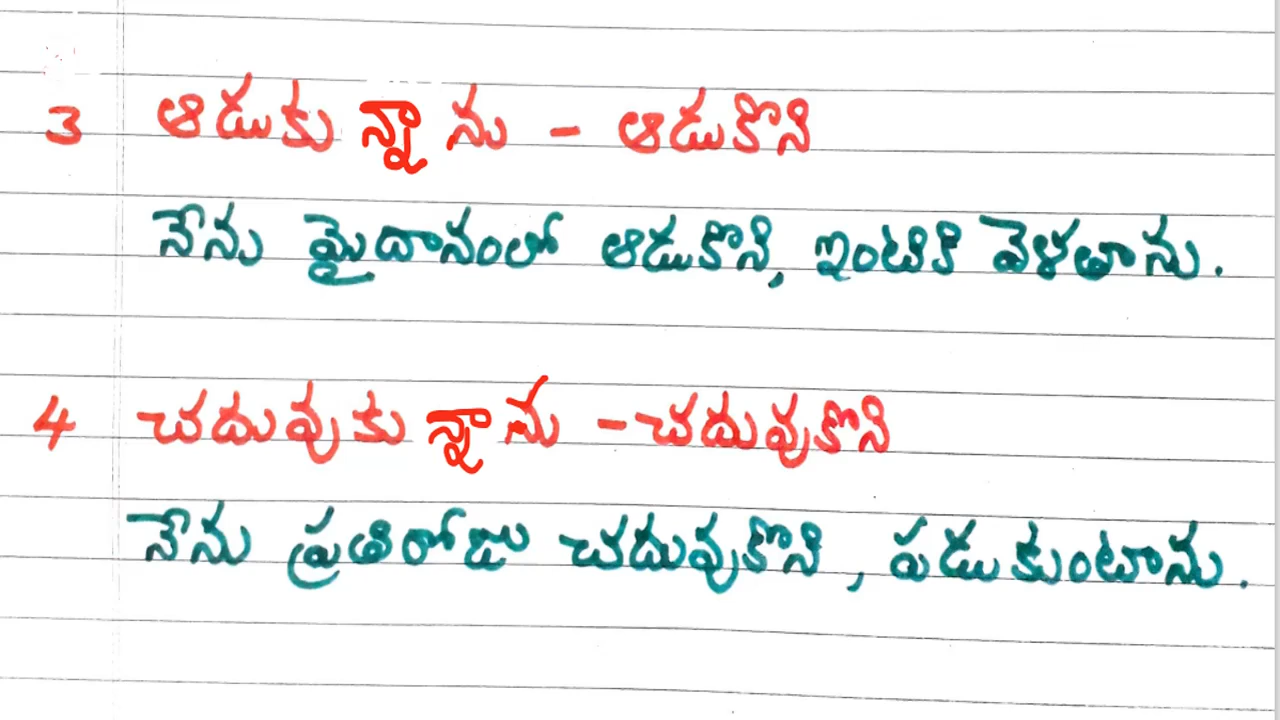 3 ఆడుకున్నాను - ఆడుకొని
నేను మైదానంలో ఆడుకొని, ఇంటికి వెళతాను.
4 చదువుకున్నాను - చదువుకొని
నేను ప్రతిరోజు చదువుకొని, పడుకుంటాను.